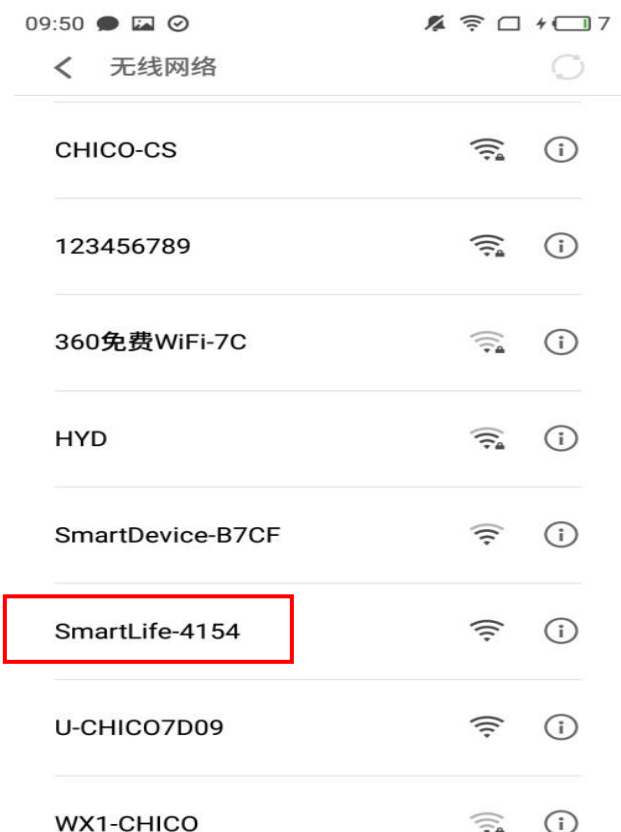 09:50 7
无线网络
CHICO-CS
123456789
360免费WiFi-7C
HYD
SmartDevice-B7CF
SmartLife-4154
U-CHICO7D09
WX1-CHICO